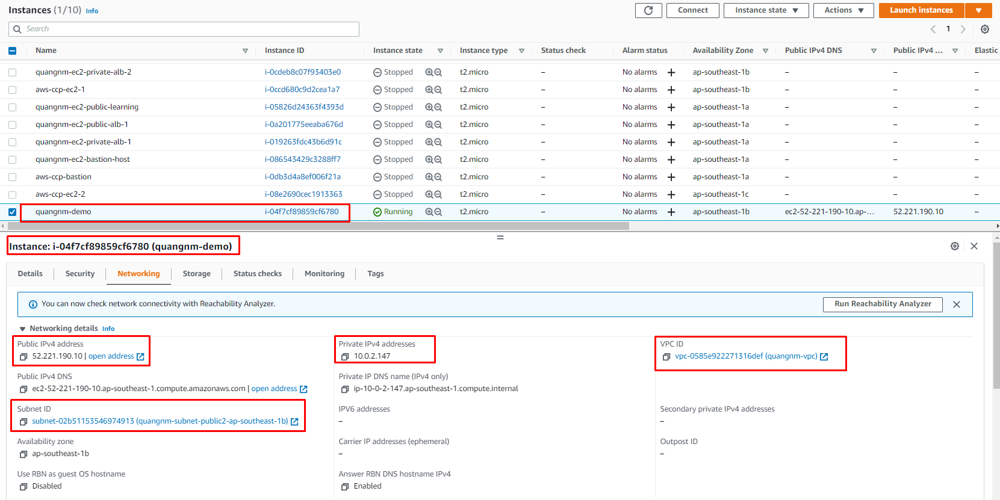 Instances (1/10) Info
Connect Instance state Actions Launch instances
Search
1
Name Instance ID Instance state Instance type Status check Alarm status Availability Zone Public IPv4 DNS Public IPv4 ... Elastic
quangnm-ec2-private-alb-2 i-0cdeb8c07f93403e0 Stopped t2.micro – No alarms + ap-southeast-1b – – –
aws-ccp-ec2-1 i-0ccd680c9d2cea1a7 Stopped t2.micro – No alarms + ap-southeast-1b – – –
quangnm-ec2-public-learning i-05826d24363f4393d Stopped t2.micro – No alarms + ap-southeast-1a – – –
quangnm-ec2-public-alb-1 i-0a201775eeaba676d Stopped t2.micro – No alarms + ap-southeast-1a – – –
quangnm-ec2-private-alb-1 i-019263fdc43b6d91c Stopped t2.micro – No alarms + ap-southeast-1a – – –
quangnm-ec2-bastion-host i-086543429c3288ff7 Stopped t2.micro – No alarms + ap-southeast-1a – – –
aws-ccp-bastion i-0db3d4a8ef006f21a Stopped t2.micro – No alarms + ap-southeast-1a – – –
aws-ccp-ec2-2 i-08e2690cec1913363 Stopped t2.micro – No alarms + ap-southeast-1c – – –
quangnm-demo i-04f7cf89859cf6780 Running t2.micro – No alarms + ap-southeast-1b ec2-52-221-190-10.ap-... 52.221.190.10 –
Instance: i-04f7cf89859cf6780 (quangnm-demo)
Details Security Networking Storage Status checks Monitoring Tags
You can now check network connectivity with Reachability Analyzer. Run Reachability Analyzer
Networking details Info
Public IPv4 address Private IPv4 addresses VPC ID
52.221.190.10 | open address 10.0.2.147 vpc-0585e922271316def (quangnm-vpc)
Public IPv4 DNS Private IP DNS name (IPv4 only)
ec2-52-221-190-10.ap-southeast-1.compute.amazonaws.com | open address ip-10-0-2-147.ap-southeast-1.compute.internal
Subnet ID IPV6 addresses Secondary private IPv4 addresses
subnet-02b51153546974913 (quangnm-subnet-public2-ap-southeast-1b) – –
Availability zone Carrier IP addresses (ephemeral) Outpost ID
ap-southeast-1b – –
Use RBN as guest OS hostname Answer RBN DNS hostname IPv4
Disabled Enabled